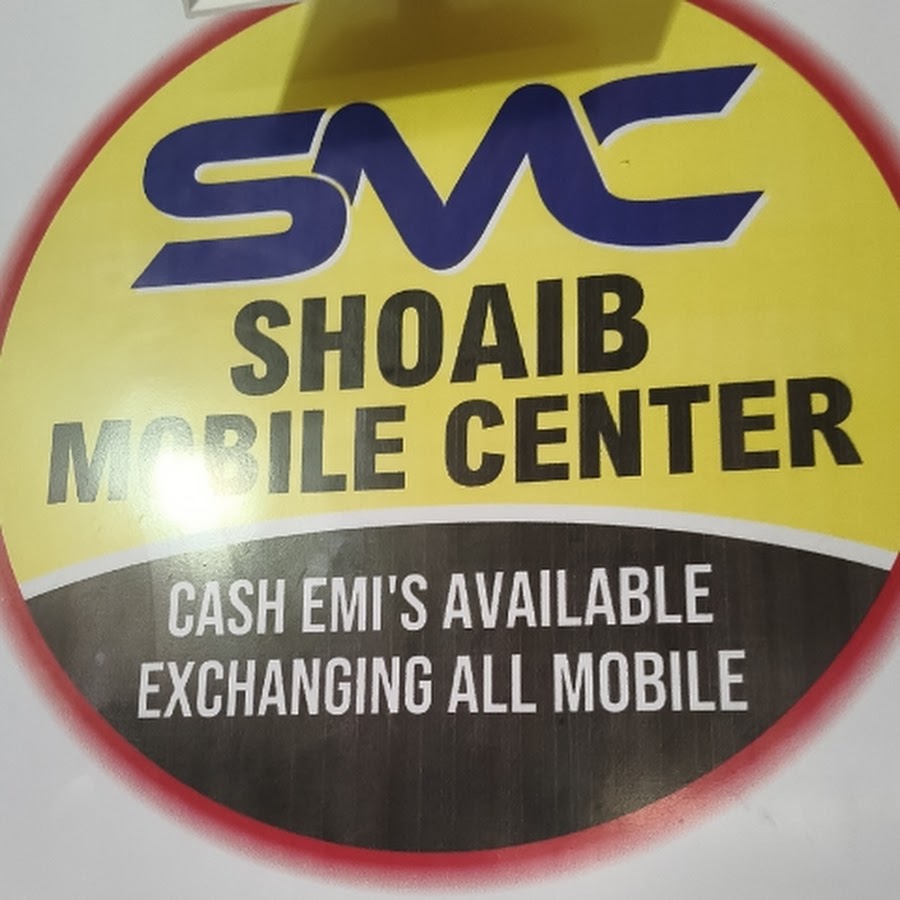 SMC
SHOAIB
MOBILE CENTER
CASH EMI'S AVAILABLE
EXCHANGING ALL MOBILE